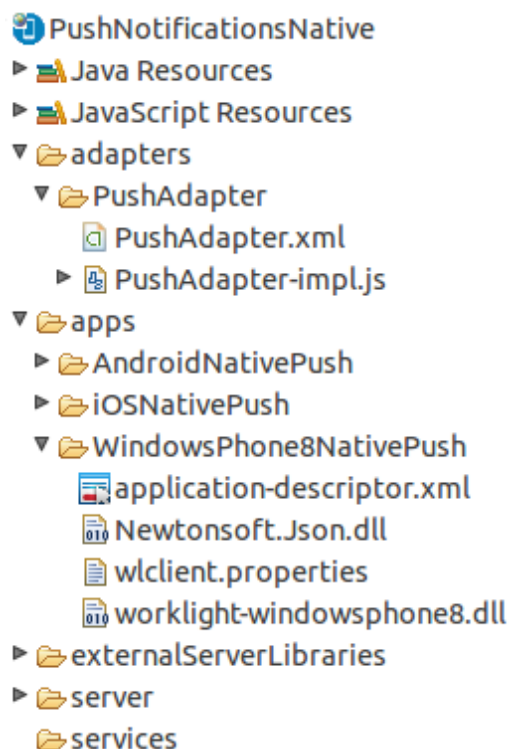 PushNotificationsNative
Java Resources
JavaScript Resources
adapters
PushAdapter
PushAdapter.xml
PushAdapter-impl.js
apps
AndroidNativePush
iOSNativePush
WindowsPhone8NativePush
application-descriptor.xml
Newtonsoft.Json.dll
wlclient.properties
worklight-windowsphone8.dll
externalServerLibraries
server
services